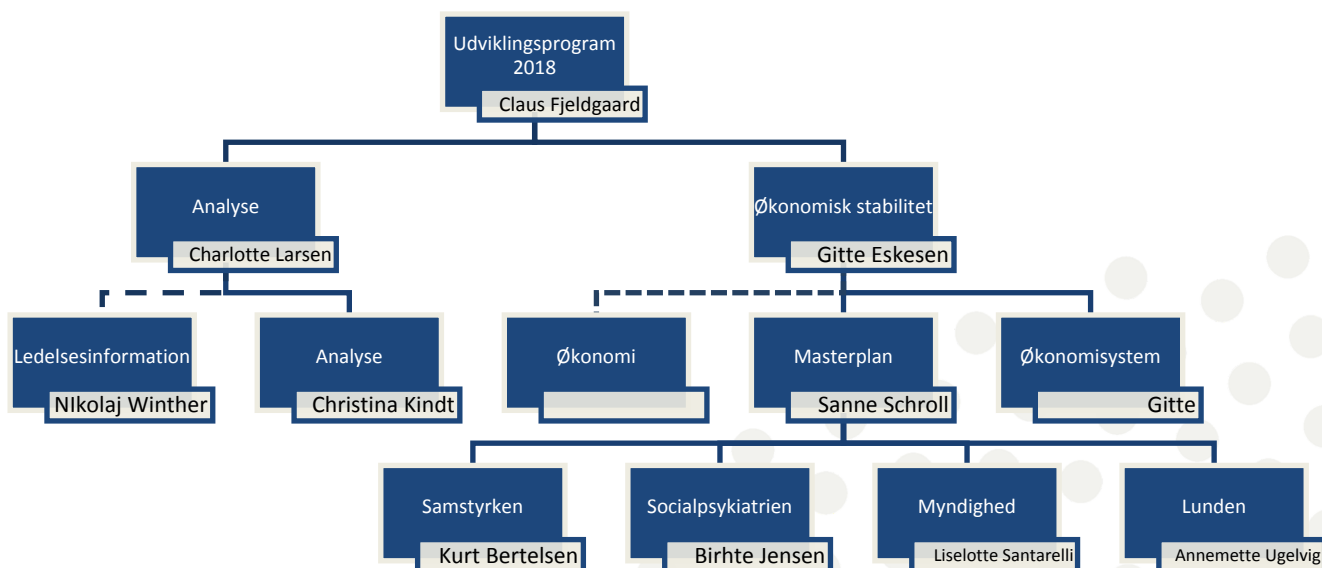 Udviklingsprogram
2018
Claus Fjeldgaard
Analyse
Charlotte Larsen
Økonomisk stabilitet
Gitte Eskesen
Ledelsesinformation
NIkolaj Winther
Analyse
Christina Kindt
Økonomi
Masterplan
Sanne Schroll
Økonomisystem
Gitte
Samstyrken
Kurt Bertelsen
Socialpsykiatrien
Birhte Jensen
Myndighed
Liselotte Santarelli
Lunden
Annemette Ugelvig